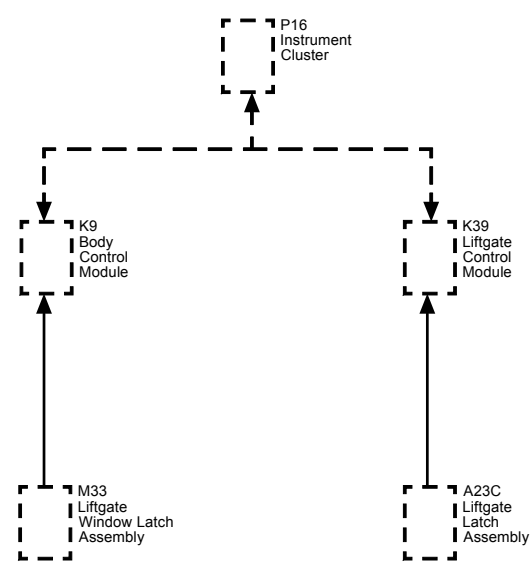 P16
Instrument
Cluster
K9
Body
Control
Module
K39
Liftgate
Control
Module
M33
Liftgate
Window Latch
Assembly
A23C
Liftgate
Latch
Assembly